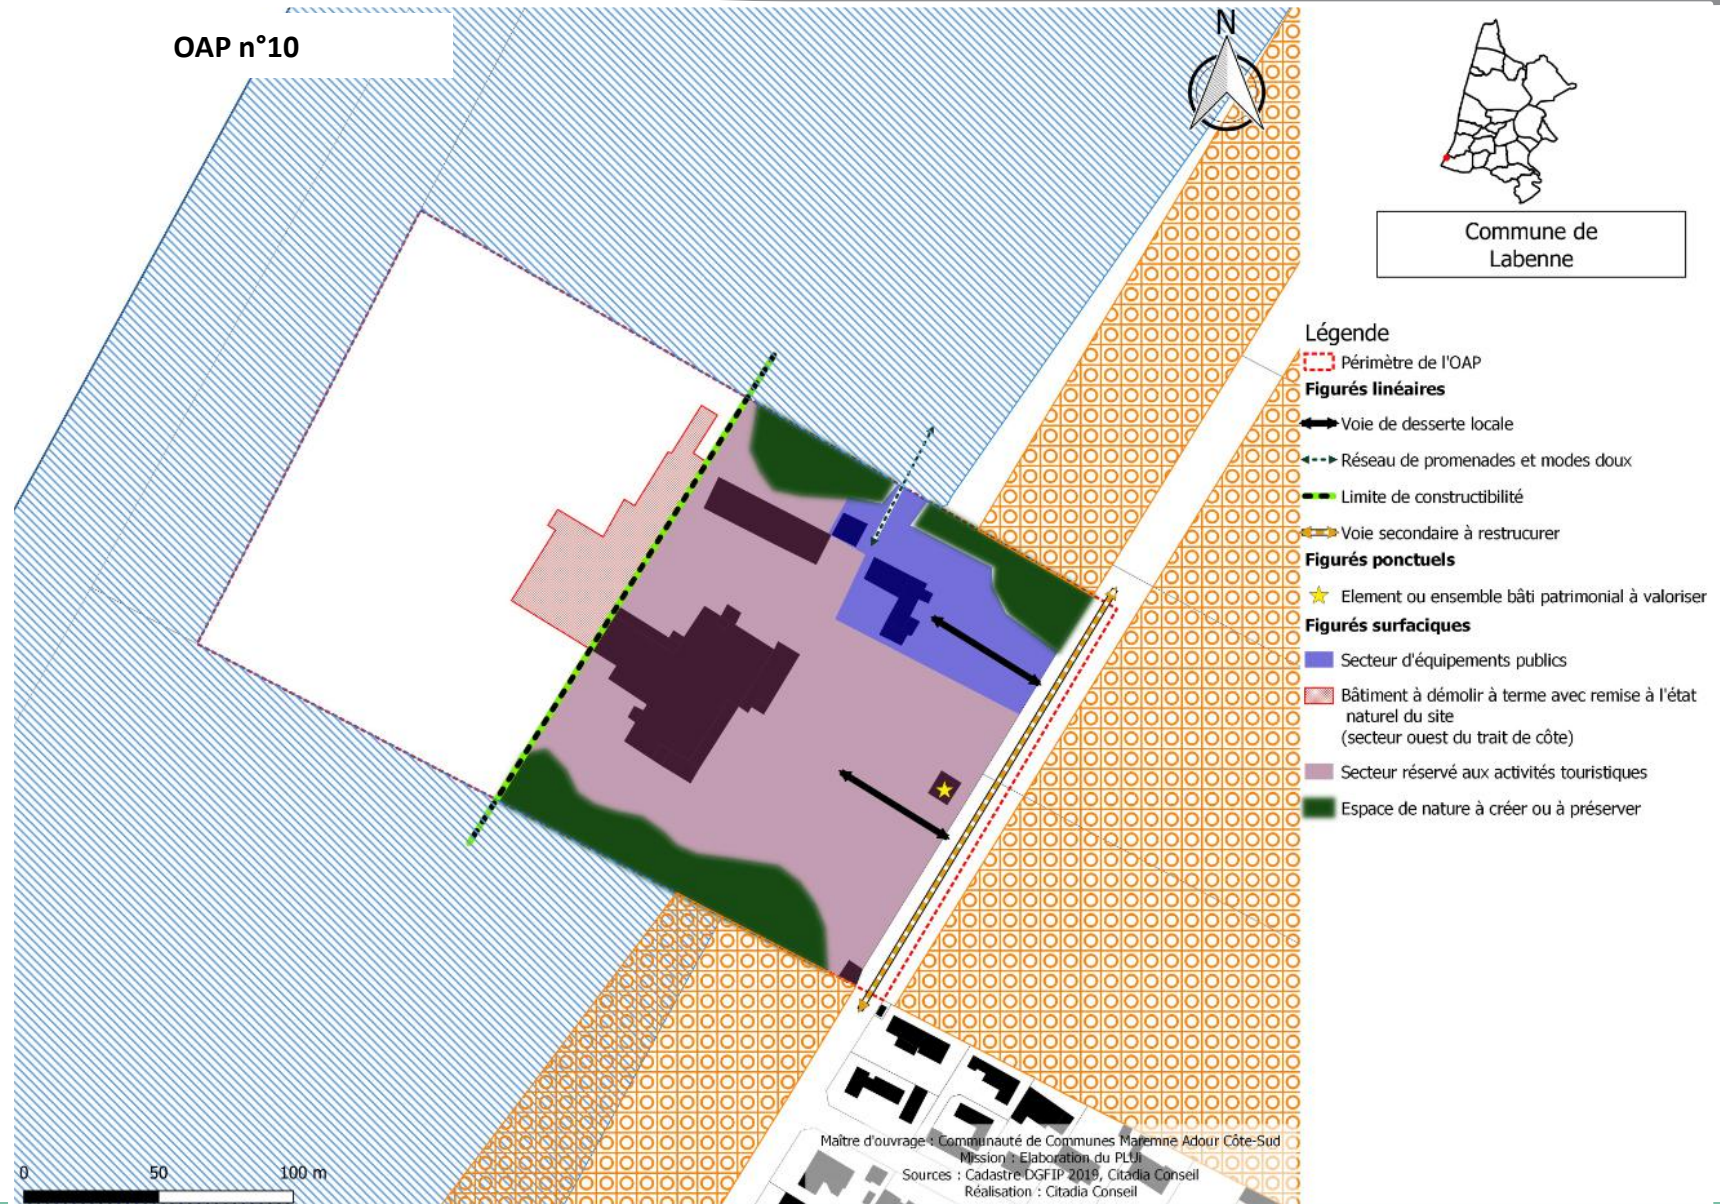 OAP n°10
N
Commune de
Labenne
Légende
Périmètre de l'OAP
Figurés linéaires
Voie de desserte locale
Réseau de promenades et modes doux
Limite de constructibilité
Voie secondaire à restrucurer
Figurés ponctuels
Element ou ensemble bâti patrimonial à valoriser
Figurés surfaciques
Secteur d'équipements publics
Bâtiment à démolir à terme avec remise à l'état
naturel du site
(secteur ouest du trait de côte)
Secteur réservé aux activités touristiques
Espace de nature à créer ou à préserver
Maître d'ouvrage : Communauté de Communes Maremne Adour Côte-Sud
Mission : Elaboration du PLUi
Sources : Cadastre DGFIP 2019, Citadia Conseil
Réalisation : Citadia Conseil
0 50 100 m